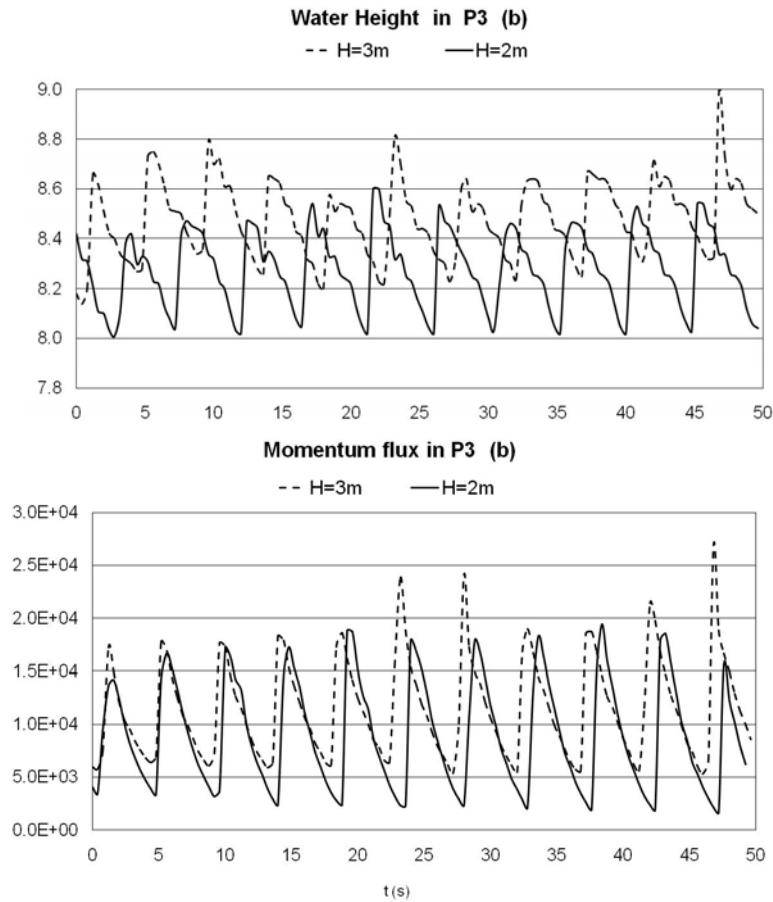 Water Height in P3 (b)
H=3m H=2m
9.0
8.8
8.6
8.4
8.2
8.0
7.8
0 5 10 15 20 25 30 35 40 45 50
Momentum flux in P3 (b)
H=3m H=2m
3.0E+04
2.5E+04
2.0E+04
1.5E+04
1.0E+04
5.0E+03
0.0E+00
0 5 10 15 20 25 30 35 40 45 50
t(s)